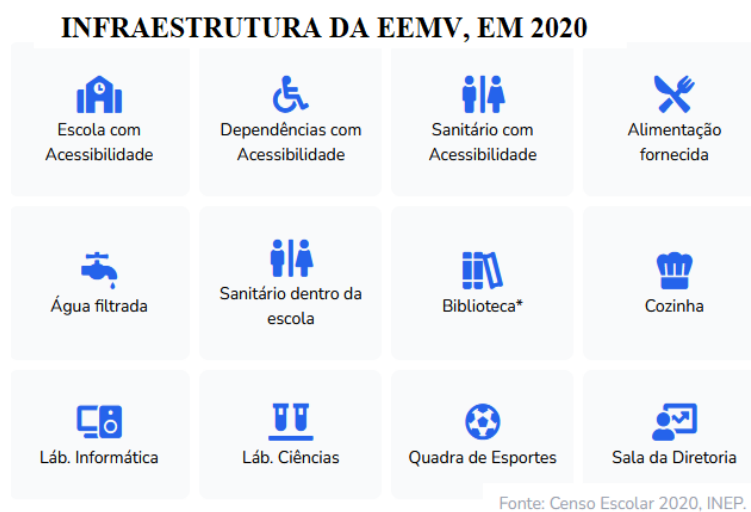 INFRAESTRUTURA DA EEMV, EM 2020
Escola com
Acessibilidade
Dependências com
Acessibilidade
Sanitário com
Acessibilidade
Alimentação
fornecida
Água filtrada
Sanitário dentro da
escola
Biblioteca*
Cozinha
Láb. Informática
Láb. Ciências
Quadra de Esportes
Sala da Diretoria
Fonte: Censo Escolar 2020, INEP.